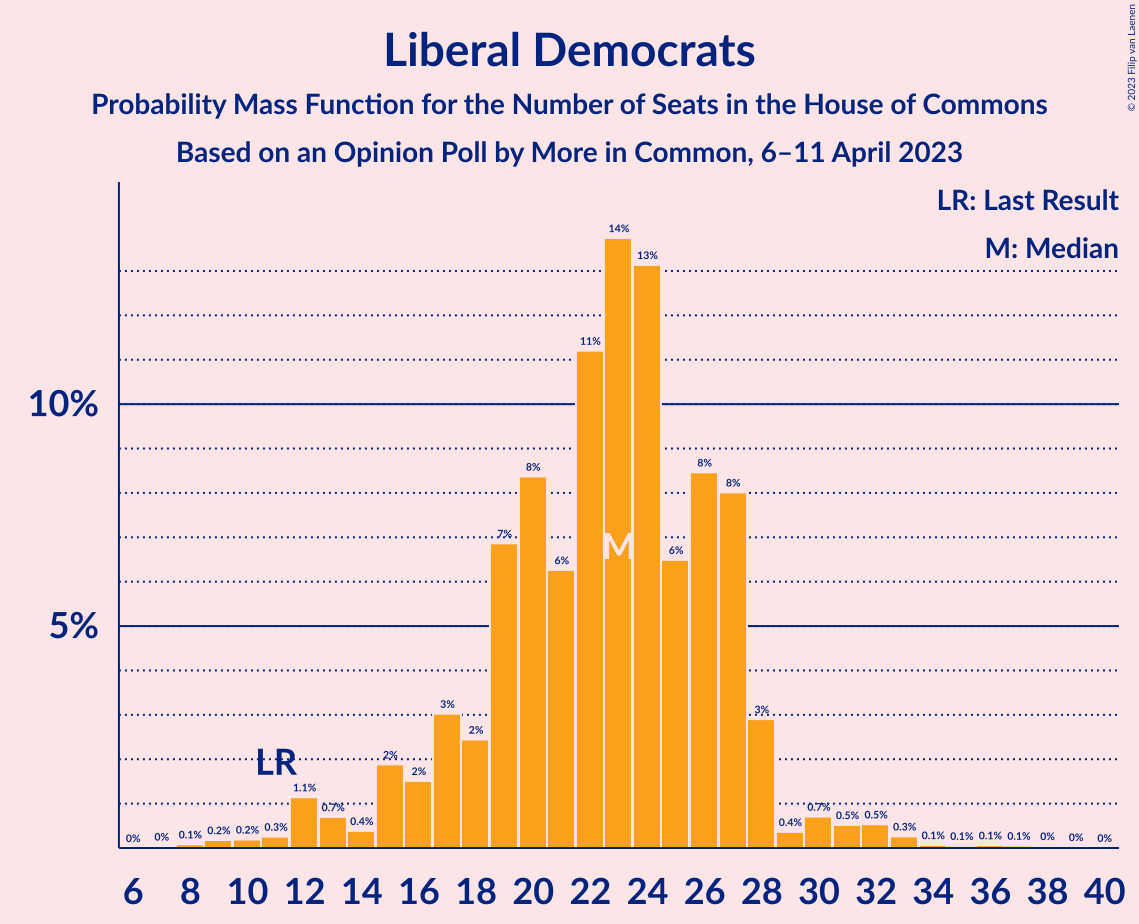 Liberal Democrats
Probability Mass Function for the Number of Seats in the House of Commons
Based on an Opinion Poll by More in Common, 6–11 April 2023
© 2023 Filip van Laenen
LR: Last Result
M: Median
10%
5%
0% 0% 0.1% 0.2% 0.2% 0.3% 1.1% 0.7% 0.4% 2% 2% 3% 2% 7% 8% 6% 11% 14% 13% 6% 8% 8% 3% 0.4% 0.7% 0.5% 0.5% 0.3% 0.1% 0.1% 0.1% 0.1% 0% 0% 0%
LR
M
6 8 10 12 14 16 18 20 22 24 26 28 30 32 34 36 38 40